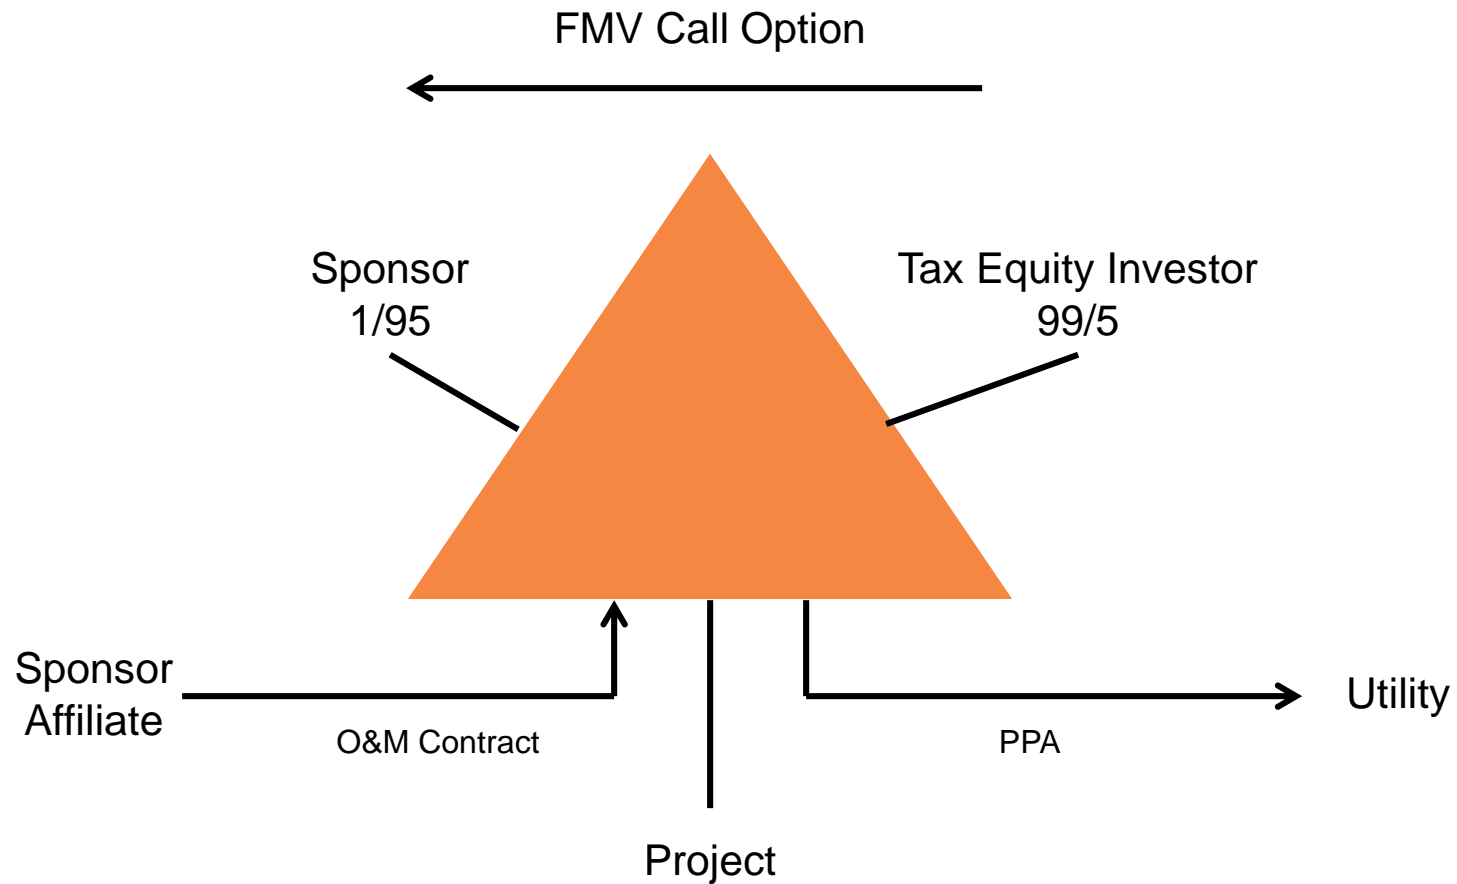 FMV Call Option
Sponsor
1/95
Tax Equity Investor
99/5
Sponsor
Affiliate
O&M Contract
PPA
Utility
Project